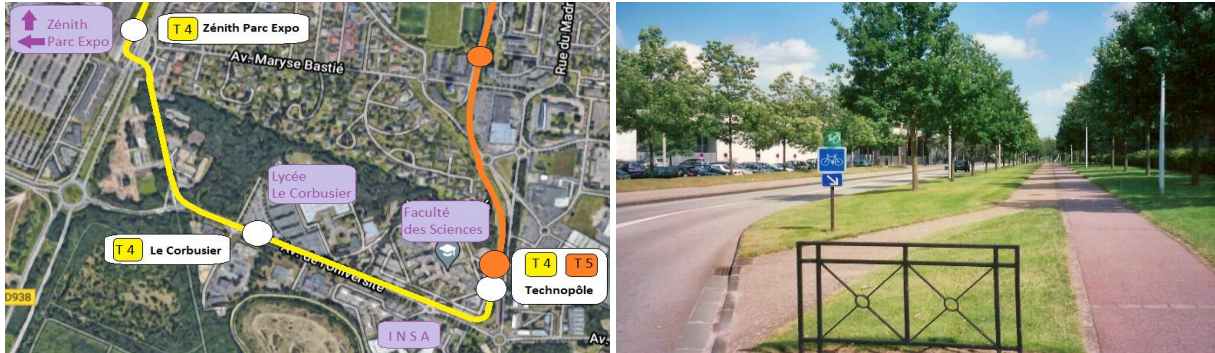 Zénith
Parc Expo
T 4 Zénith Parc Expo
Av. Maryse Bastié
Rue du Madr
Lycée
Le Corbusier
Faculté
des Sciences
T 4 Le Corbusier
Av. de l'Université
T 4 T 5
Technopôle
D938
INSA
Av.